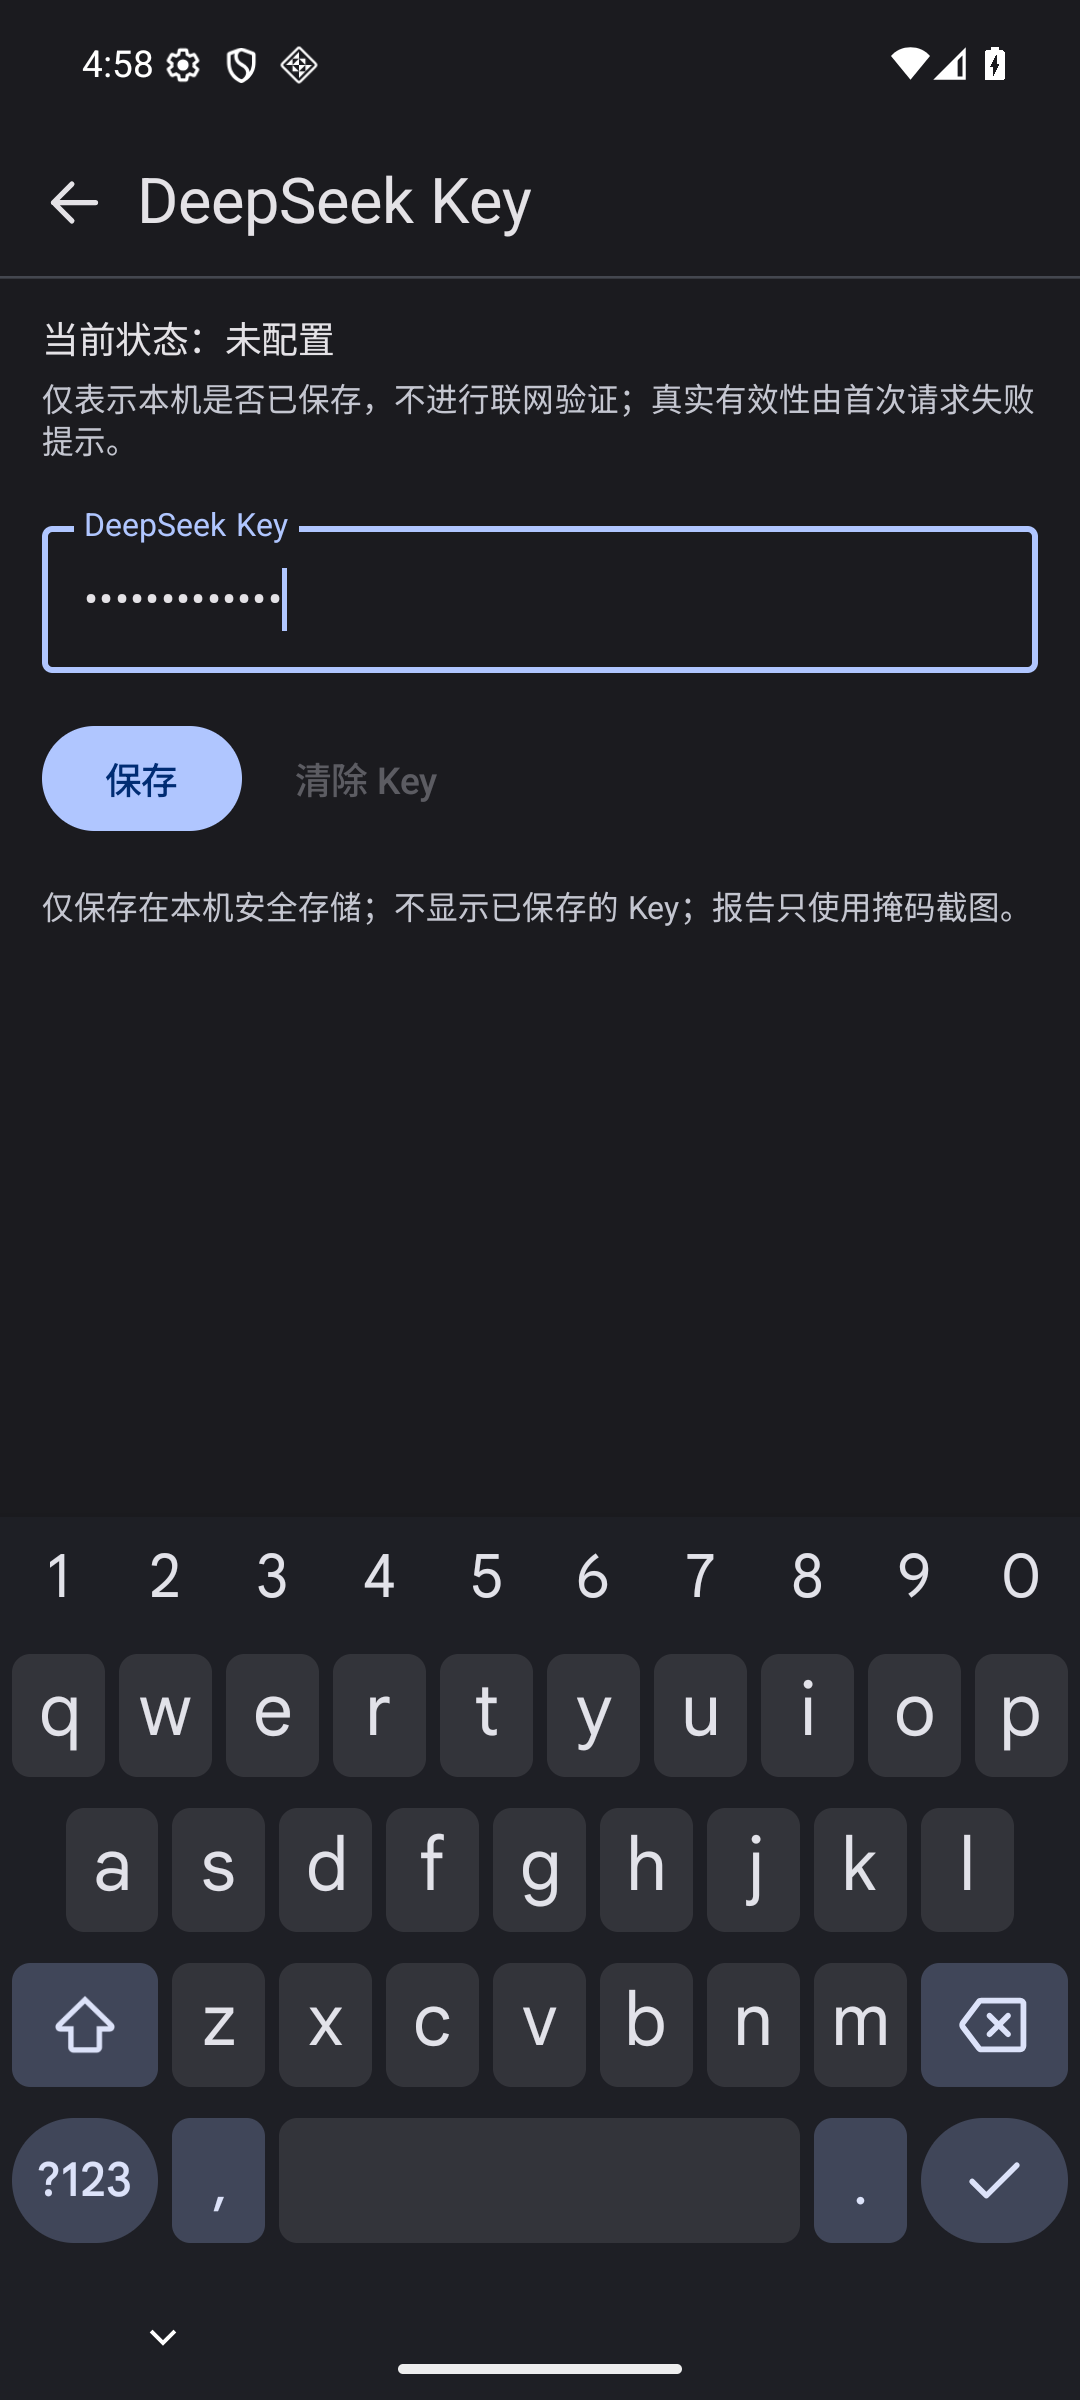 4:58
DeepSeek Key
当前状态：未配置
仅表示本机是否已保存，不进行联网验证；真实有效性由首次请求失败
提示。
DeepSeek Key
•••••••••••••
保存 清除 Key
仅保存在本机安全存储；不显示已保存的 Key；报告只使用掩码截图。
1 2 3 4 5 6 7 8 9 0
q w e r t y u i o p
a s d f g h j k l
z x c v b n m
?123 , .